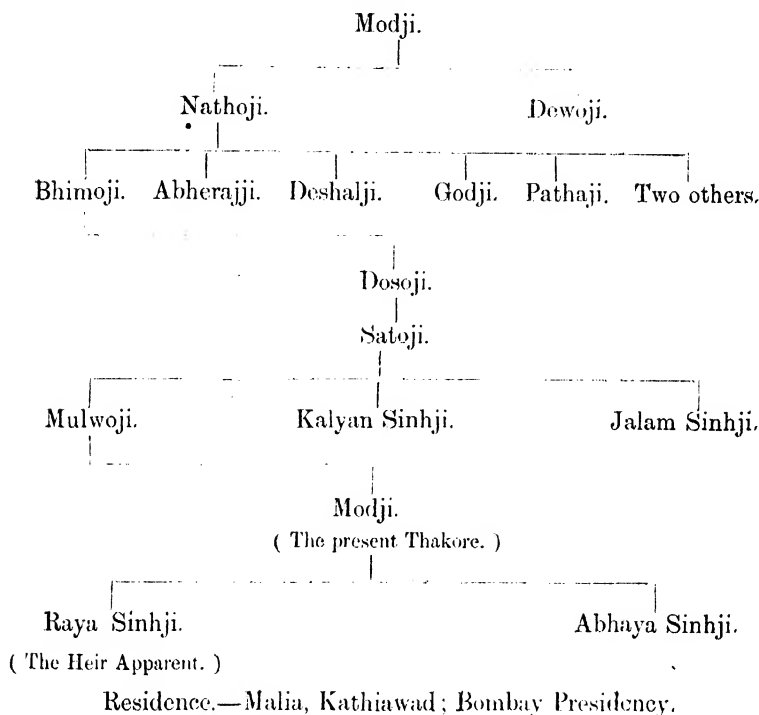 Modji.
Nathoji. Dewoji.
Bhimoji. Abherajji. Deshalji. Godji. Pathaji. Two others.
Dosoji.
Satoji.
Mulwoji. Kalyan Sinhji. Jalam Sinhji.
Modji.
( The present Thakore. )
Raya Sinhji. Abhaya Sinhji.
( The Heir Apparent. )
Residence.—Malia, Kathiawad; Bombay Presidency.